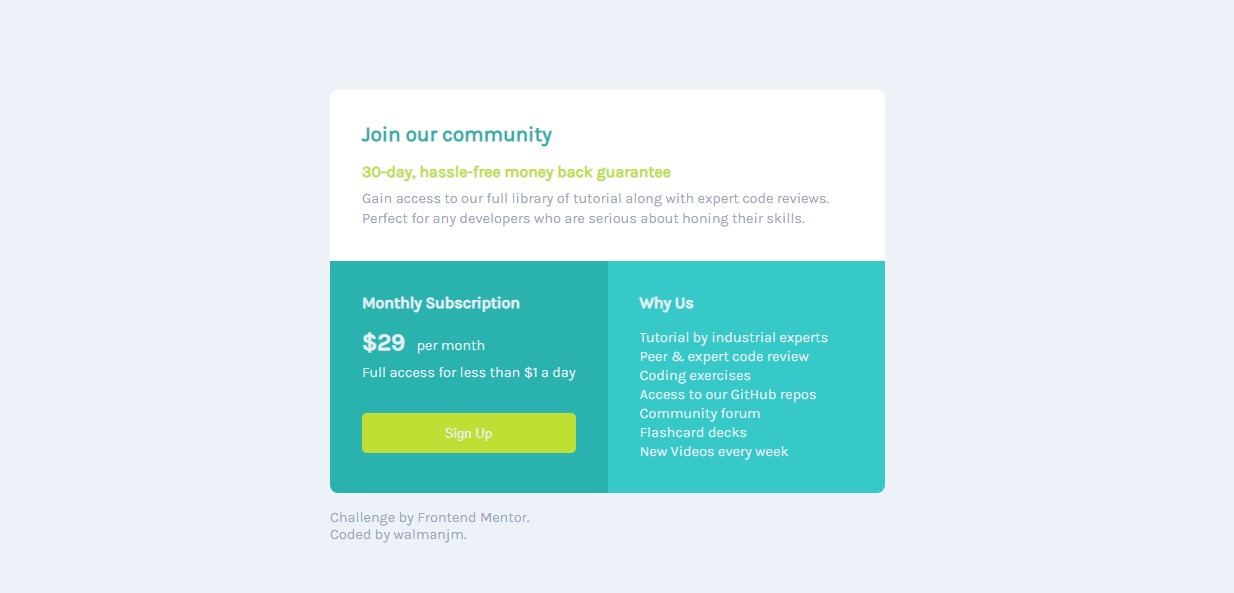 Join our community
30-day, hassle-free money back guarantee
Gain access to our full library of tutorial along with expert code reviews.
Perfect for any developers who are serious about honing their skills.
Monthly Subscription
$29 per month
Full access for less than $1 a day
Sign Up
Why Us
Tutorial by industrial experts
Peer & expert code review
Coding exercises
Access to our GitHub repos
Community forum
Flashcard decks
New Videos every week
Challenge by Frontend Mentor.
Coded by walmanjm.